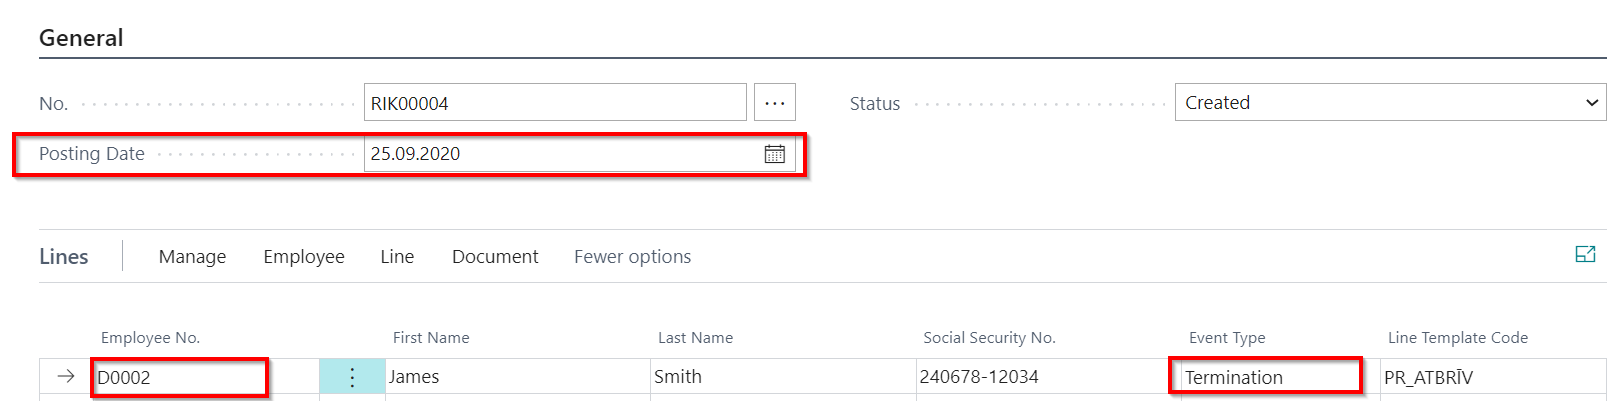 General
No. RIK00004 ... Status Created
Posting Date 25.09.2020
Lines Manage Employee Line Document Fewer options
Employee No. First Name Last Name Social Security No. Event Type Line Template Code
D0002 James Smith 240678-12034 Termination PR_ATBRĪV